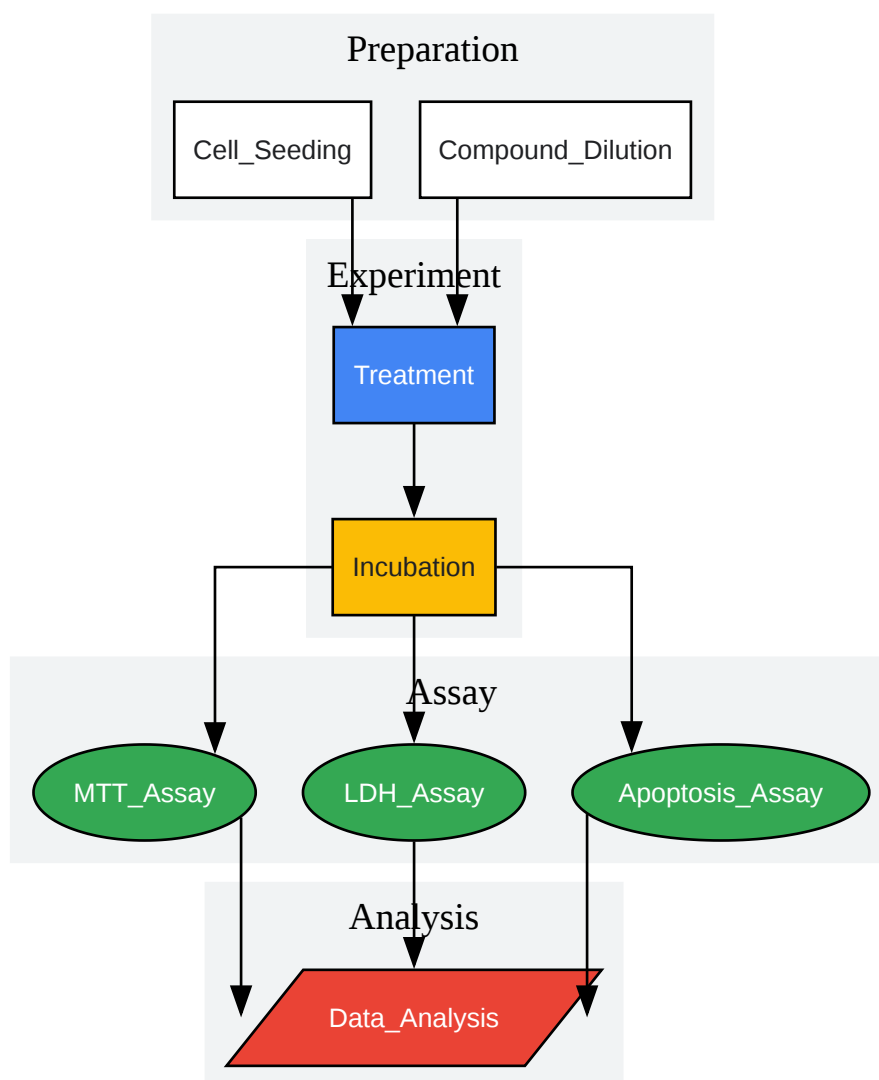 Preparation
Cell_Seeding
Compound_Dilution
Experiment
Treatment
Incubation
Assay
MTT_Assay
LDH_Assay
Apoptosis_Assay
Analysis
Data_Analysis